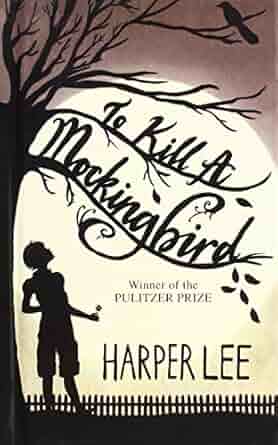 To Kill A
Mockingbird
Winner of the
PULITZER PRIZE
HARPER LEE